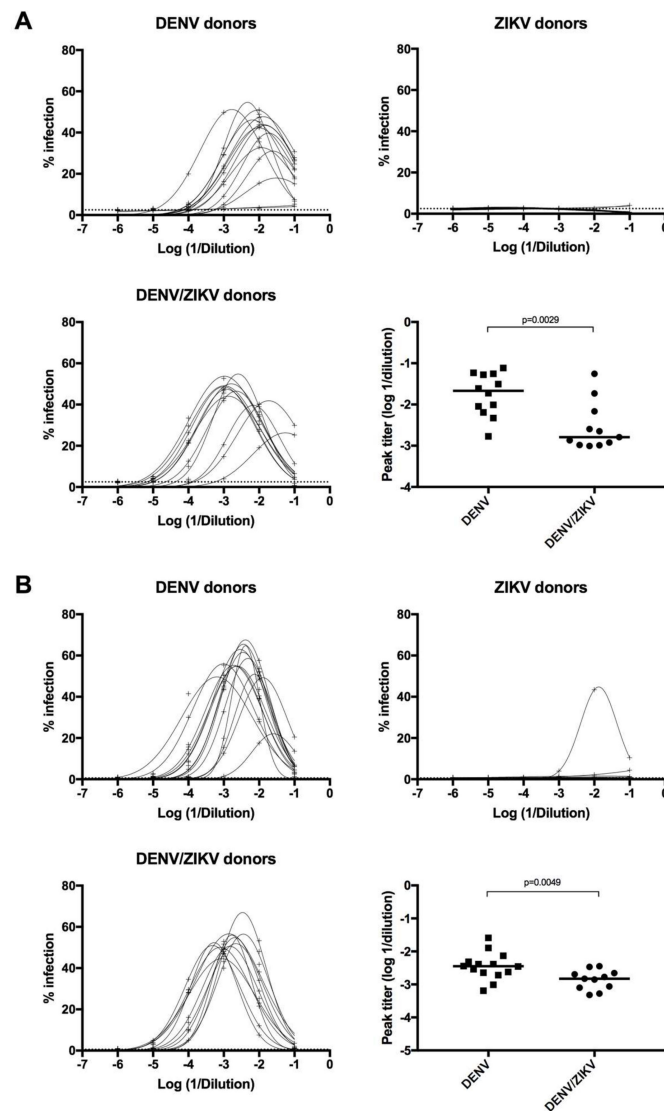 A
DENV donors
80
60
40
20
0
% infection
-7 -6 -5 -4 -3 -2 -1 0
Log (1/Dilution)
ZIKV donors
80
60
40
20
0
% infection
-7 -6 -5 -4 -3 -2 -1 0
Log (1/Dilution)
DENV/ZIKV donors
80
60
40
20
0
% infection
-7 -6 -5 -4 -3 -2 -1 0
Log (1/Dilution)
p=0.0029
0
-1
-2
-3
-4
Peak titer (log 1/dilution)
DENV
DENV/ZIKV
B
DENV donors
80
60
40
20
0
% infection
-7 -6 -5 -4 -3 -2 -1 0
Log (1/Dilution)
ZIKV donors
80
60
40
20
0
% infection
-7 -6 -5 -4 -3 -2 -1 0
Log (1/Dilution)
DENV/ZIKV donors
80
60
40
20
0
% infection
-7 -6 -5 -4 -3 -2 -1 0
Log (1/Dilution)
p=0.0049
0
-1
-2
-3
-4
-5
Peak titer (log 1/dilution)
DENV
DENV/ZIKV